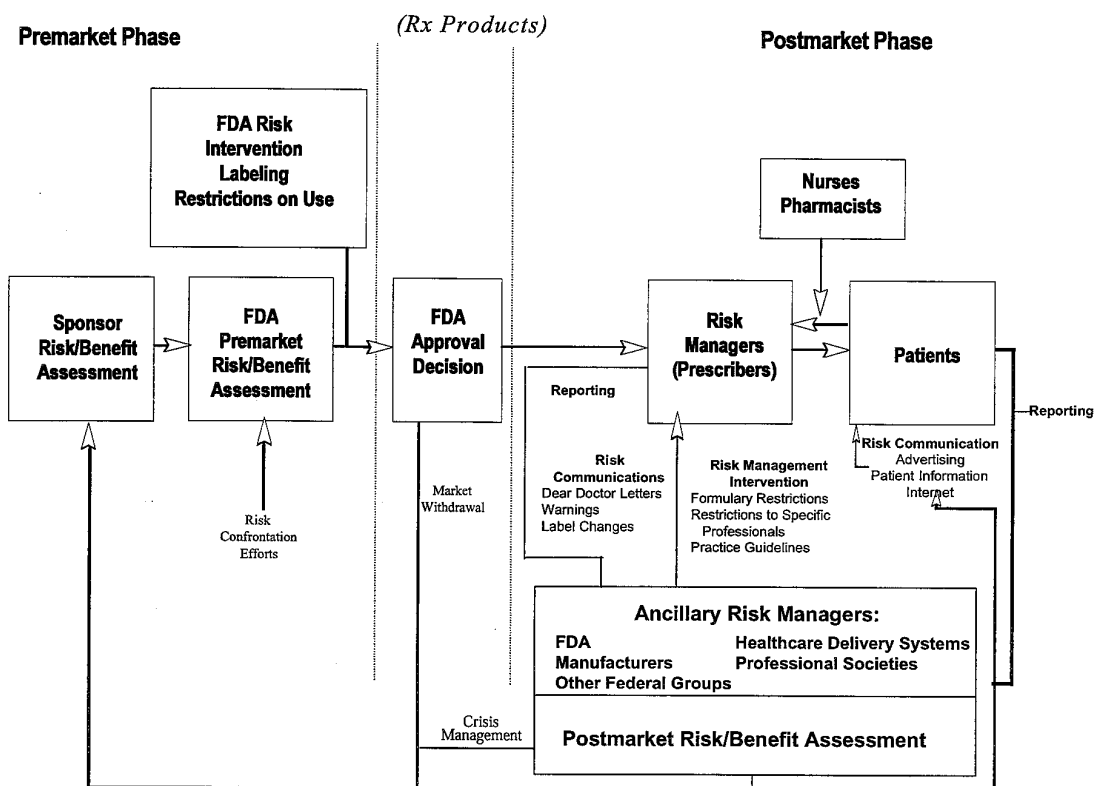 (Rx Products)
Premarket Phase
Postmarket Phase
FDA Risk
Intervention
Labeling
Restrictions on Use
Nurses
Pharmacists
Sponsor
Risk/Benefit
Assessment
FDA
Premarket
Risk/Benefit
Assessment
FDA
Approval
Decision
Risk
Managers
(Prescribers)
Patients
Reporting
Reporting
Risk
Confrontation
Efforts
Market
Withdrawal
Risk
Communications
Dear Doctor Letters
Warnings
Label Changes
Risk Management
Intervention
Formulary Restrictions
Restrictions to Specific
Professionals
Practice Guidelines
Risk Communication
Advertising
Patient Information
Internet
Ancillary Risk Managers:
FDA
Manufacturers
Other Federal Groups
Healthcare Delivery Systems
Professional Societies
Crisis
Management
Postmarket Risk/Benefit Assessment